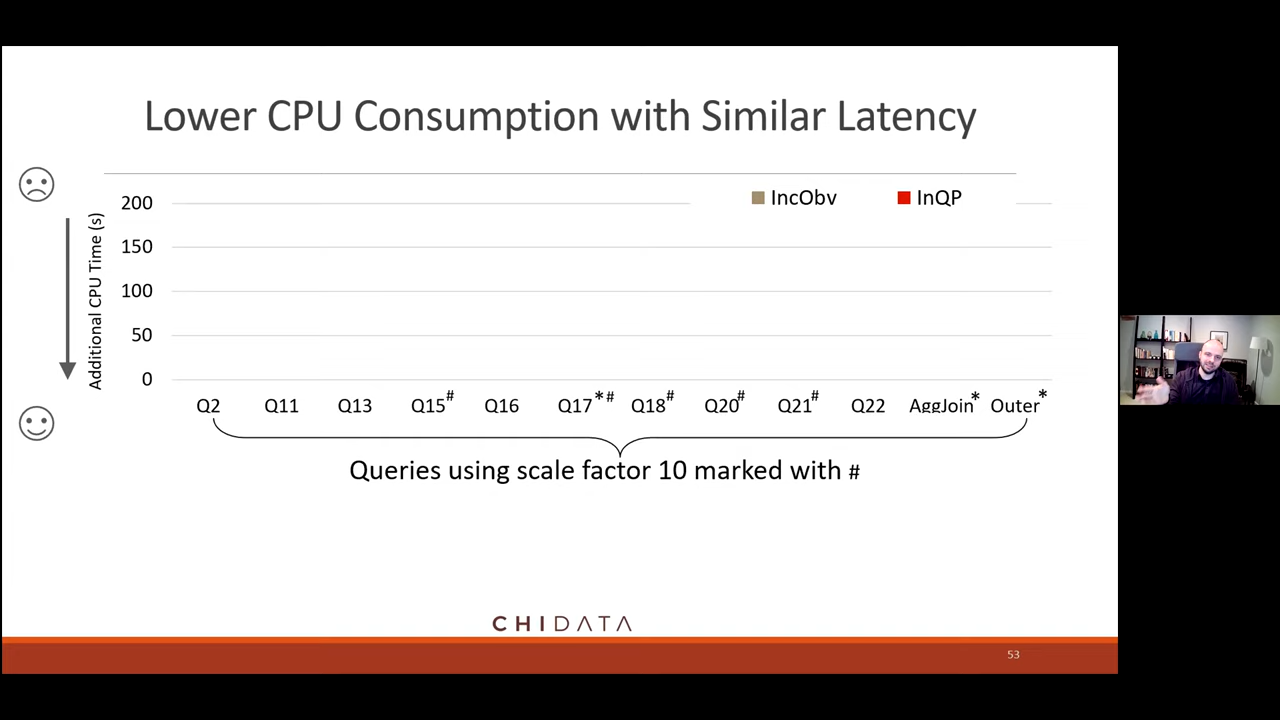 Lower CPU Consumption with Similar Latency
IncObv InQP
Additional CPU Time (s)
200
150
100
50
0
Q2 Q11 Q13 Q15# Q16 Q17*# Q18# Q20# Q21# Q22 AggJoin* Outer*
Queries using scale factor 10 marked with #
CHIDATA
53